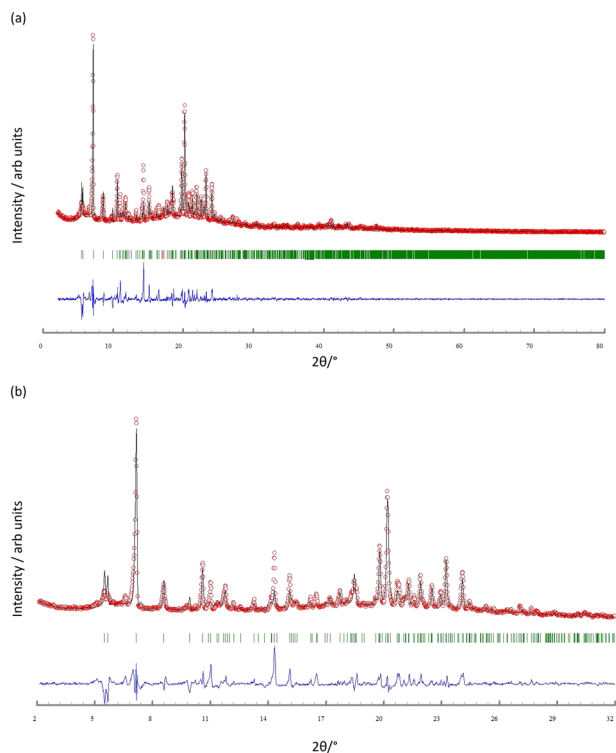 (a)
Intensity / arb units
0 10 20 30 40 50 60 70 80
2θ/°
(b)
Intensity / arb units
2 5 8 11 14 17 20 23 26 29 32
2θ/°